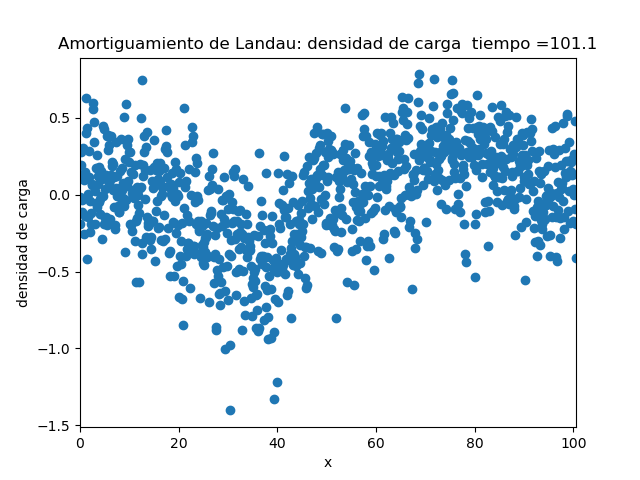 Amortiguamiento de Landau: densidad de carga  tiempo =101.1
densidad de carga
0.5
0.0
−0.5
−1.0
−1.5
0 20 40 60 80 100
x